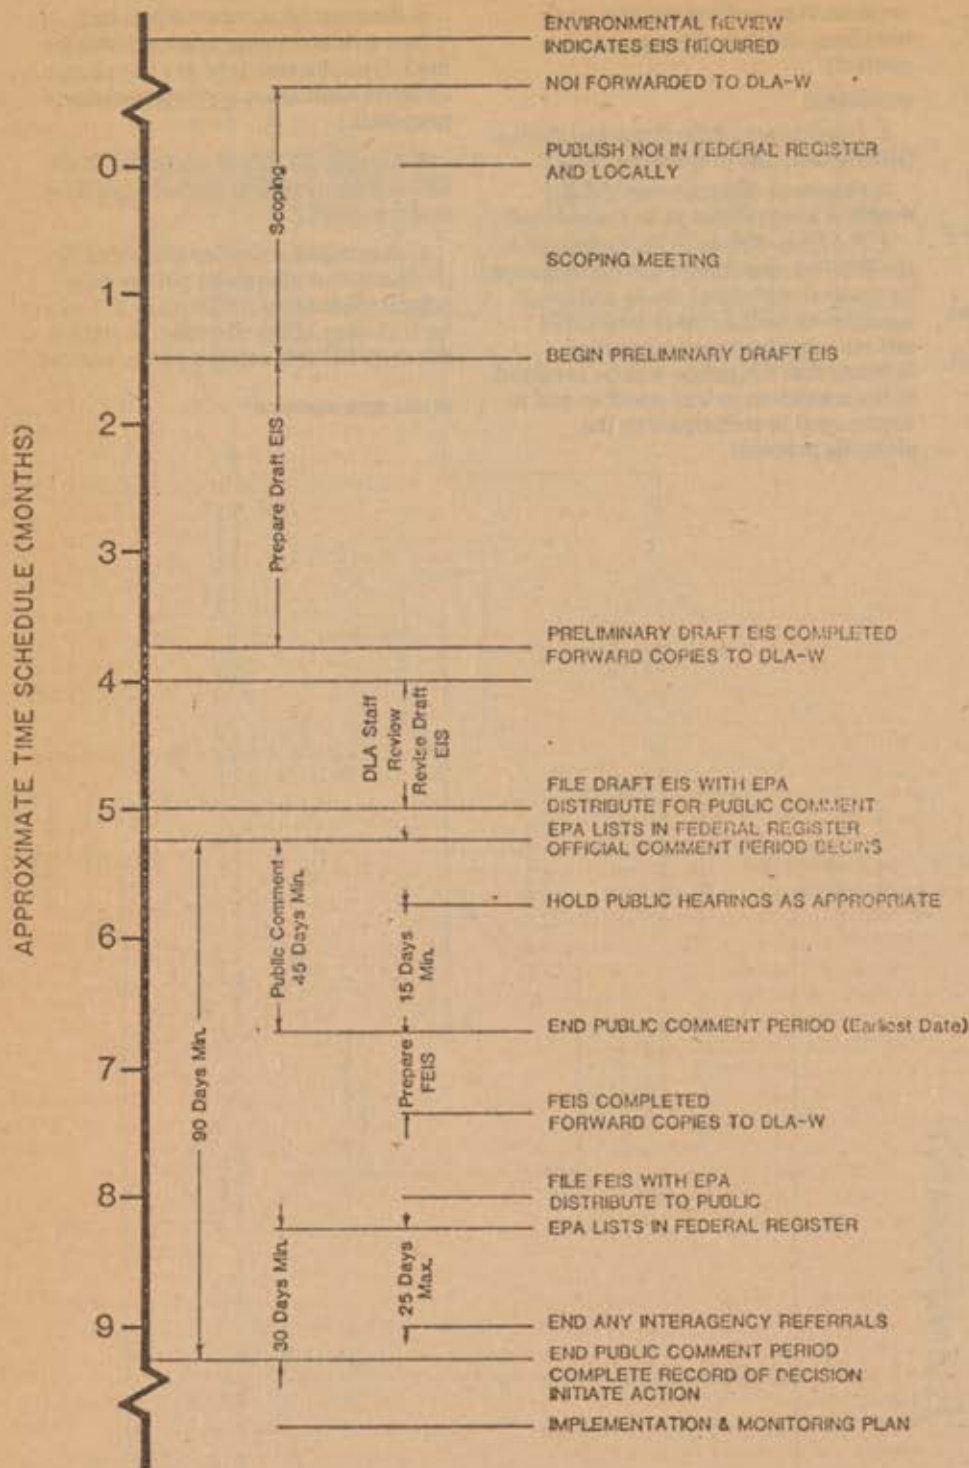 ENVIRONMENTAL REVIEW
INDICATES EIS REQUIRED
NOI FORWARDED TO DLA-W
0
PUBLISH NOI IN FEDERAL REGISTER
AND LOCALLY
Scoping
SCOPING MEETING
1
BEGIN PRELIMINARY DRAFT EIS
2
APPROXIMATE TIME SCHEDULE (MONTHS)
Prepare Draft EIS
3
PRELIMINARY DRAFT EIS COMPLETED
FORWARD COPIES TO DLA-W
4
DLA Staff
Review
Revise Draft
EIS
FILE DRAFT EIS WITH EPA
5
DISTRIBUTE FOR PUBLIC COMMENT
EPA LISTS IN FEDERAL REGISTER
OFFICIAL COMMENT PERIOD BEGINS
Public Comment
45 Days Min.
HOLD PUBLIC HEARINGS AS APPROPRIATE
6
15 Days
Min.
END PUBLIC COMMENT PERIOD (Earliest Date)
7
90 Days Min.
Prepare
FEIS
FEIS COMPLETED
FORWARD COPIES TO DLA-W
FILE FEIS WITH EPA
8
DISTRIBUTE TO PUBLIC
EPA LISTS IN FEDERAL REGISTER
30 Days Min.
25 Days
Max.
9
END ANY INTERAGENCY REFERRALS
END PUBLIC COMMENT PERIOD
COMPLETE RECORD OF DECISION
INITIATE ACTION
IMPLEMENTATION & MONITORING PLAN